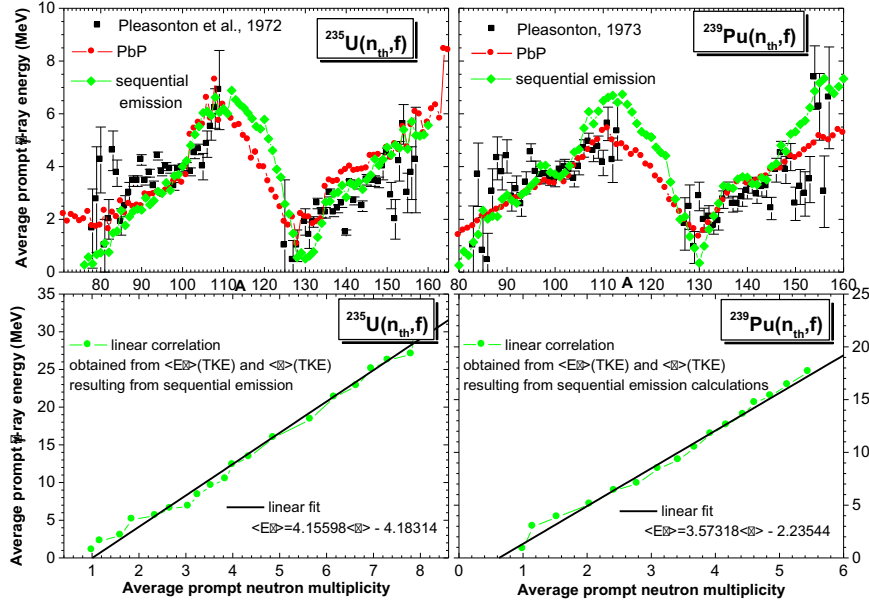 Average prompt γ-ray energy (MeV)
8
6
4
2
0
Pleasonton et al., 1972
PbP
sequential
emission
²³⁵U(nₜₕ,f)
80 90 100 110 120 130 140 150 160
A
Pleasonton, 1973
PbP
sequential emission
²³⁹Pu(nₜₕ,f)
80 90 100 110 120 130 140 150 160
A
Average prompt -ray energy (MeV)
35
30
25
20
15
10
5
0
²³⁵U(nₜₕ,f)
linear correlation
obtained from <E□>(TKE) and <□>(TKE)
resulting from sequential emission
linear fit
<E□>=4.15598<□> - 4.18314
1 2 3 4 5 6 7 8
Average prompt neutron multiplicity
²³⁹Pu(nₜₕ,f)
linear correlation
obtained from <E□>(TKE) and <□>(TKE)
resulting from sequential emission calculations
linear fit
<E□>=3.57318<□> - 2.23544
25
20
15
10
5
0
0 1 2 3 4 5 6
Average prompt neutron multiplicity